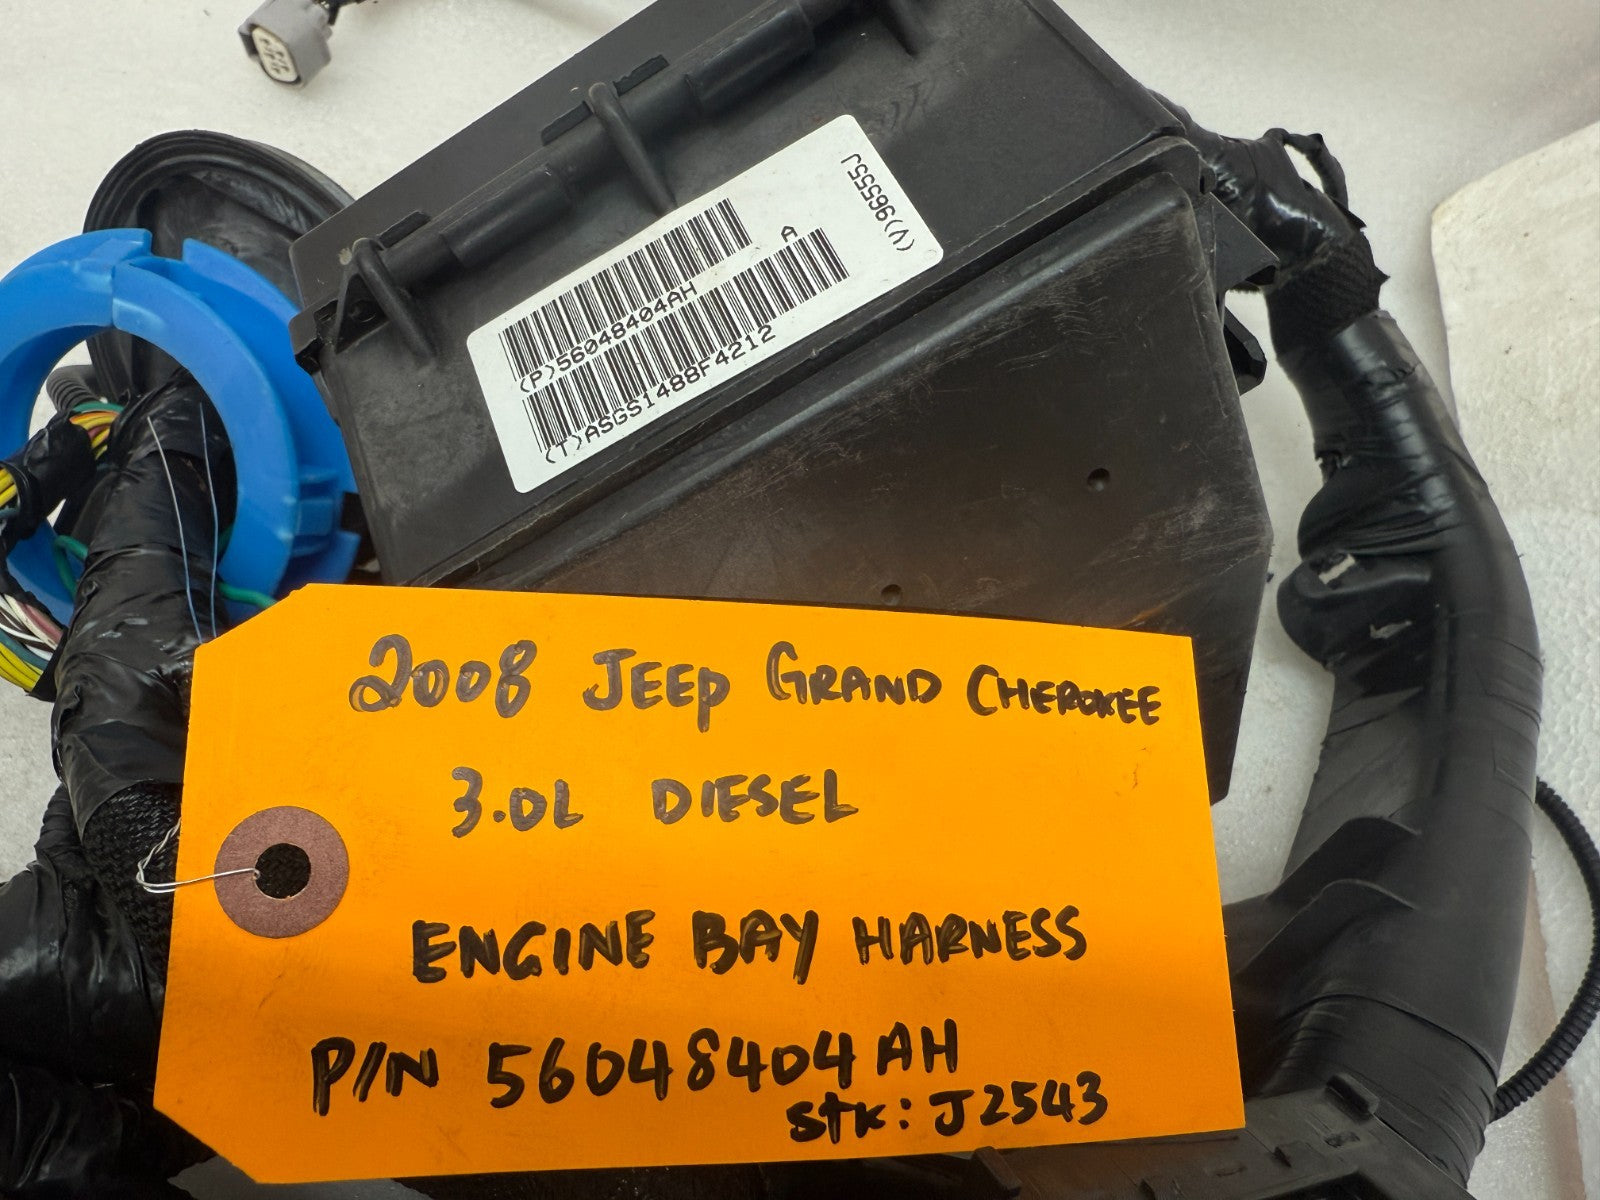 (V)96555J
A
(P)56048404AH
(T)ASGS1488F4212
2008 JEEP GRAND CHEROKEE
3.0L DIESEL
ENGINE BAY HARNESS
P/N 56048404AH
stk: J2543